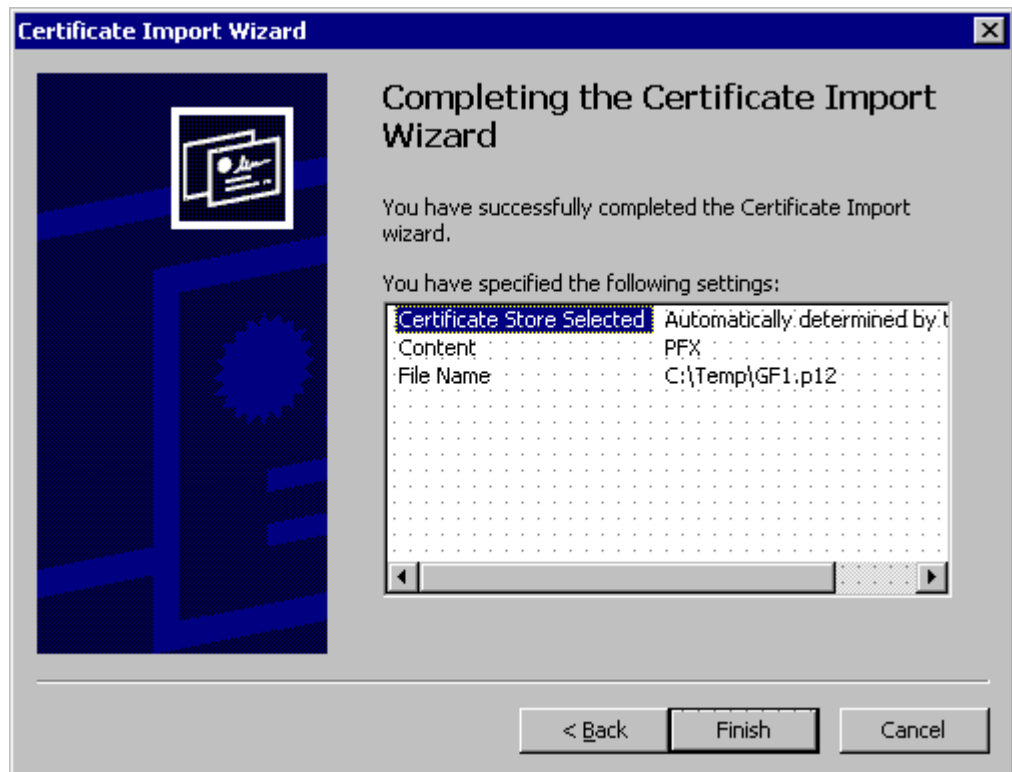 Certificate Import Wizard
Completing the Certificate Import
Wizard
You have successfully completed the Certificate Import
wizard.
You have specified the following settings:
Certificate Store Selected Automatically determined by t
Content PFX
File Name C:\Temp\GF1.p12
< Back Finish Cancel